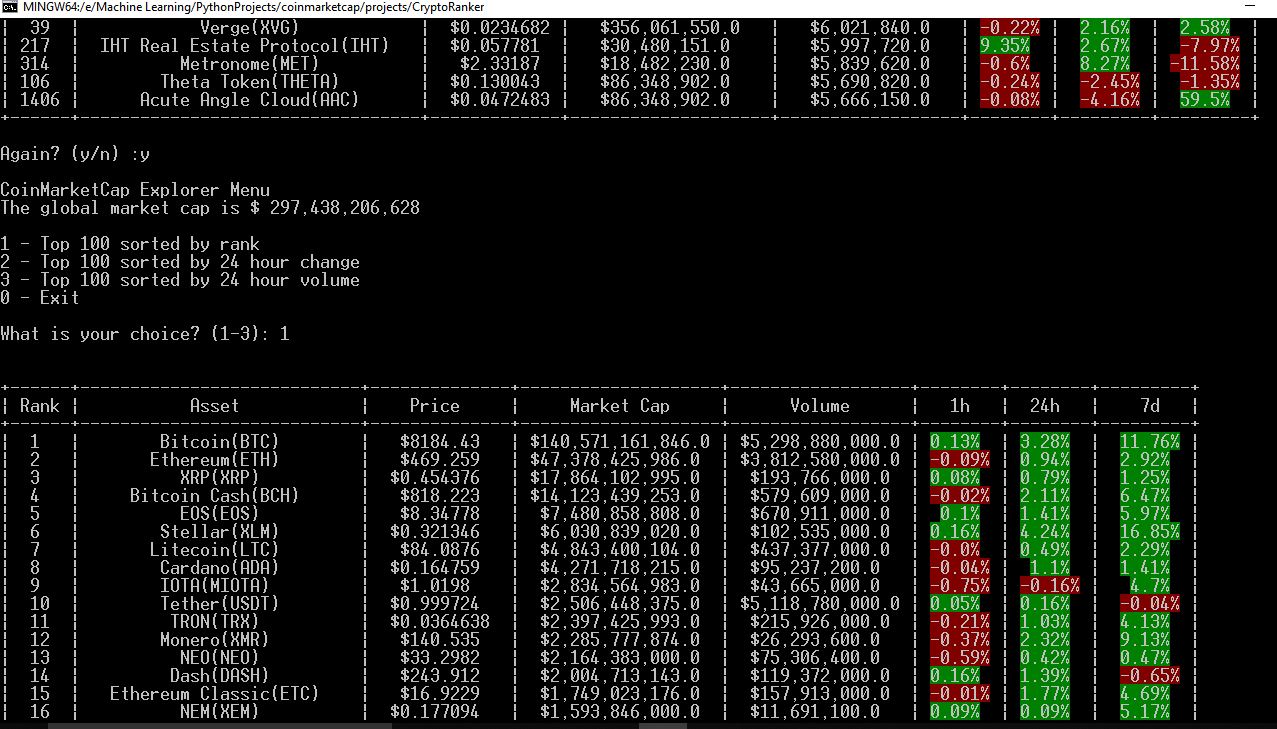 MINGW64:/e/Machine Learning/PythonProjects/coinmarketcap/projects/CryptoRanker
| 39 | Verge(XVG) | $0.0234682 | $356,061,550.0 | $6,021,840.0 | -0.22% | 2.16% | 2.58% |
| 217 | IHT Real Estate Protocol(IHT) | $0.057781 | $30,480,151.0 | $5,997,720.0 | 9.35% | 2.67% | -7.97% |
| 314 | Metronome(MET) | $2.33187 | $18,482,230.0 | $5,839,620.0 | -0.6% | 8.27% | -11.58% |
| 106 | Theta Token(THETA) | $0.130043 | $86,348,902.0 | $5,690,820.0 | -0.24% | -2.45% | -1.35% |
| 1406 | Acute Angle Cloud(AAC) | $0.0472483 | $86,348,902.0 | $5,666,150.0 | -0.08% | -4.16% | 59.5% |
Again? (y/n) :y
CoinMarketCap Explorer Menu
The global market cap is $ 297,438,206,628
1 - Top 100 sorted by rank
2 - Top 100 sorted by 24 hour change
3 - Top 100 sorted by 24 hour volume
0 - Exit
What is your choice? (1-3): 1
| Rank | Asset | Price | Market Cap | Volume | 1h | 24h | 7d |
| 1 | Bitcoin(BTC) | $8184.43 | $140,571,161,846.0 | $5,298,880,000.0 | 0.13% | 3.28% | 11.76% |
| 2 | Ethereum(ETH) | $469.259 | $47,378,425,986.0 | $3,812,580,000.0 | -0.09% | 0.94% | 2.92% |
| 3 | XRP(XRP) | $0.454376 | $17,864,102,995.0 | $193,766,000.0 | 0.08% | 0.79% | 1.25% |
| 4 | Bitcoin Cash(BCH) | $818.223 | $14,123,439,253.0 | $579,609,000.0 | -0.02% | 2.11% | 6.47% |
| 5 | EOS(EOS) | $8.34778 | $7,480,858,808.0 | $670,911,000.0 | 0.1% | 1.41% | 5.97% |
| 6 | Stellar(XLM) | $0.321346 | $6,030,839,020.0 | $102,535,000.0 | 0.16% | 4.24% | 16.85% |
| 7 | Litecoin(LTC) | $84.0876 | $4,843,400,104.0 | $437,377,000.0 | -0.0% | 0.49% | 2.29% |
| 8 | Cardano(ADA) | $0.164759 | $4,271,718,215.0 | $95,237,200.0 | -0.04% | 1.1% | 1.41% |
| 9 | IOTA(MIOTA) | $1.0198 | $2,834,564,983.0 | $43,665,000.0 | -0.75% | -0.16% | 4.7% |
| 10 | Tether(USDT) | $0.999724 | $2,506,448,375.0 | $5,118,780,000.0 | 0.05% | 0.16% | -0.04% |
| 11 | TRON(TRX) | $0.0364638 | $2,397,425,993.0 | $215,926,000.0 | -0.21% | 1.03% | 4.13% |
| 12 | Monero(XMR) | $140.535 | $2,285,777,874.0 | $26,293,600.0 | -0.37% | 2.32% | 9.13% |
| 13 | NEO(NEO) | $33.2982 | $2,164,383,000.0 | $75,306,400.0 | -0.59% | 0.42% | 0.47% |
| 14 | Dash(DASH) | $243.912 | $2,004,713,143.0 | $119,372,000.0 | 0.16% | 1.39% | -0.65% |
| 15 | Ethereum Classic(ETC) | $16.9229 | $1,749,023,176.0 | $157,913,000.0 | -0.01% | 1.77% | 4.69% |
| 16 | NEM(XEM) | $0.177094 | $1,593,846,000.0 | $11,691,100.0 | 0.09% | 0.09% | 5.17% |